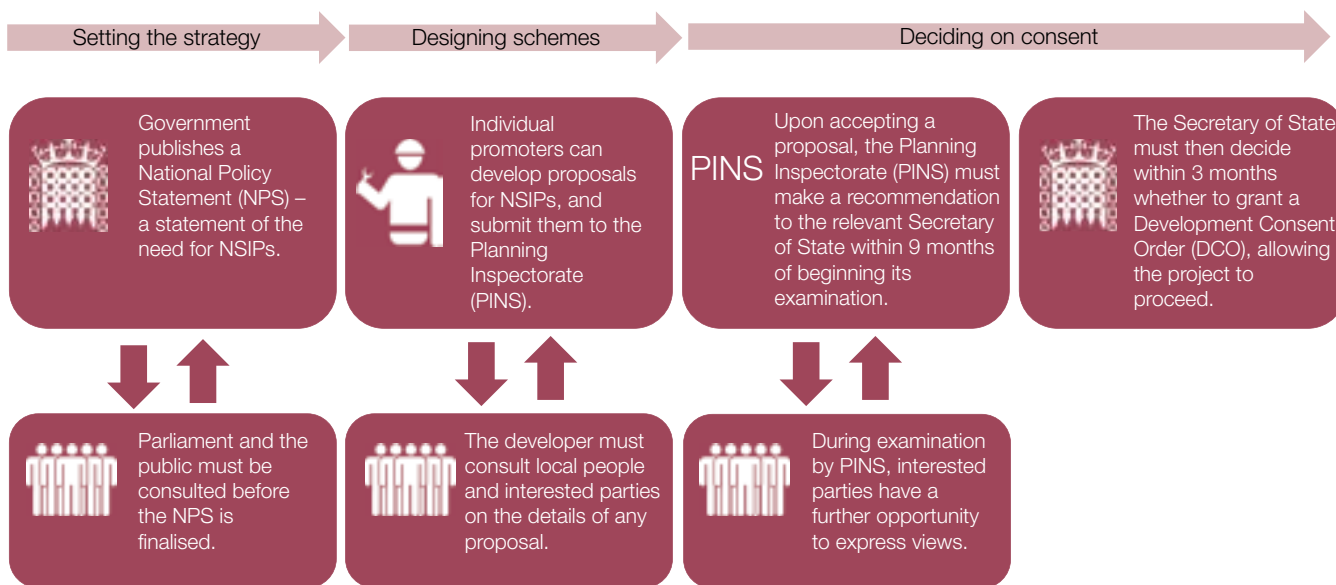 Setting the strategy
Designing schemes
Deciding on consent
Government
publishes a
National Policy
Statement (NPS) –
a statement of the
need for NSIPs.
Individual
promoters can
develop proposals
for NSIPs, and
submit them to the
Planning
Inspectorate
(PINS).
PINS
Upon accepting a
proposal, the Planning
Inspectorate (PINS) must
make a recommendation
to the relevant Secretary
of State within 9 months
of beginning its
examination.
The Secretary of State
must then decide
within 3 months
whether to grant a
Development Consent
Order (DCO), allowing
the project to
proceed.
Parliament and the
public must be
consulted before
the NPS is
finalised.
The developer must
consult local people
and interested parties
on the details of any
proposal.
During examination
by PINS, interested
parties have a
further opportunity
to express views.